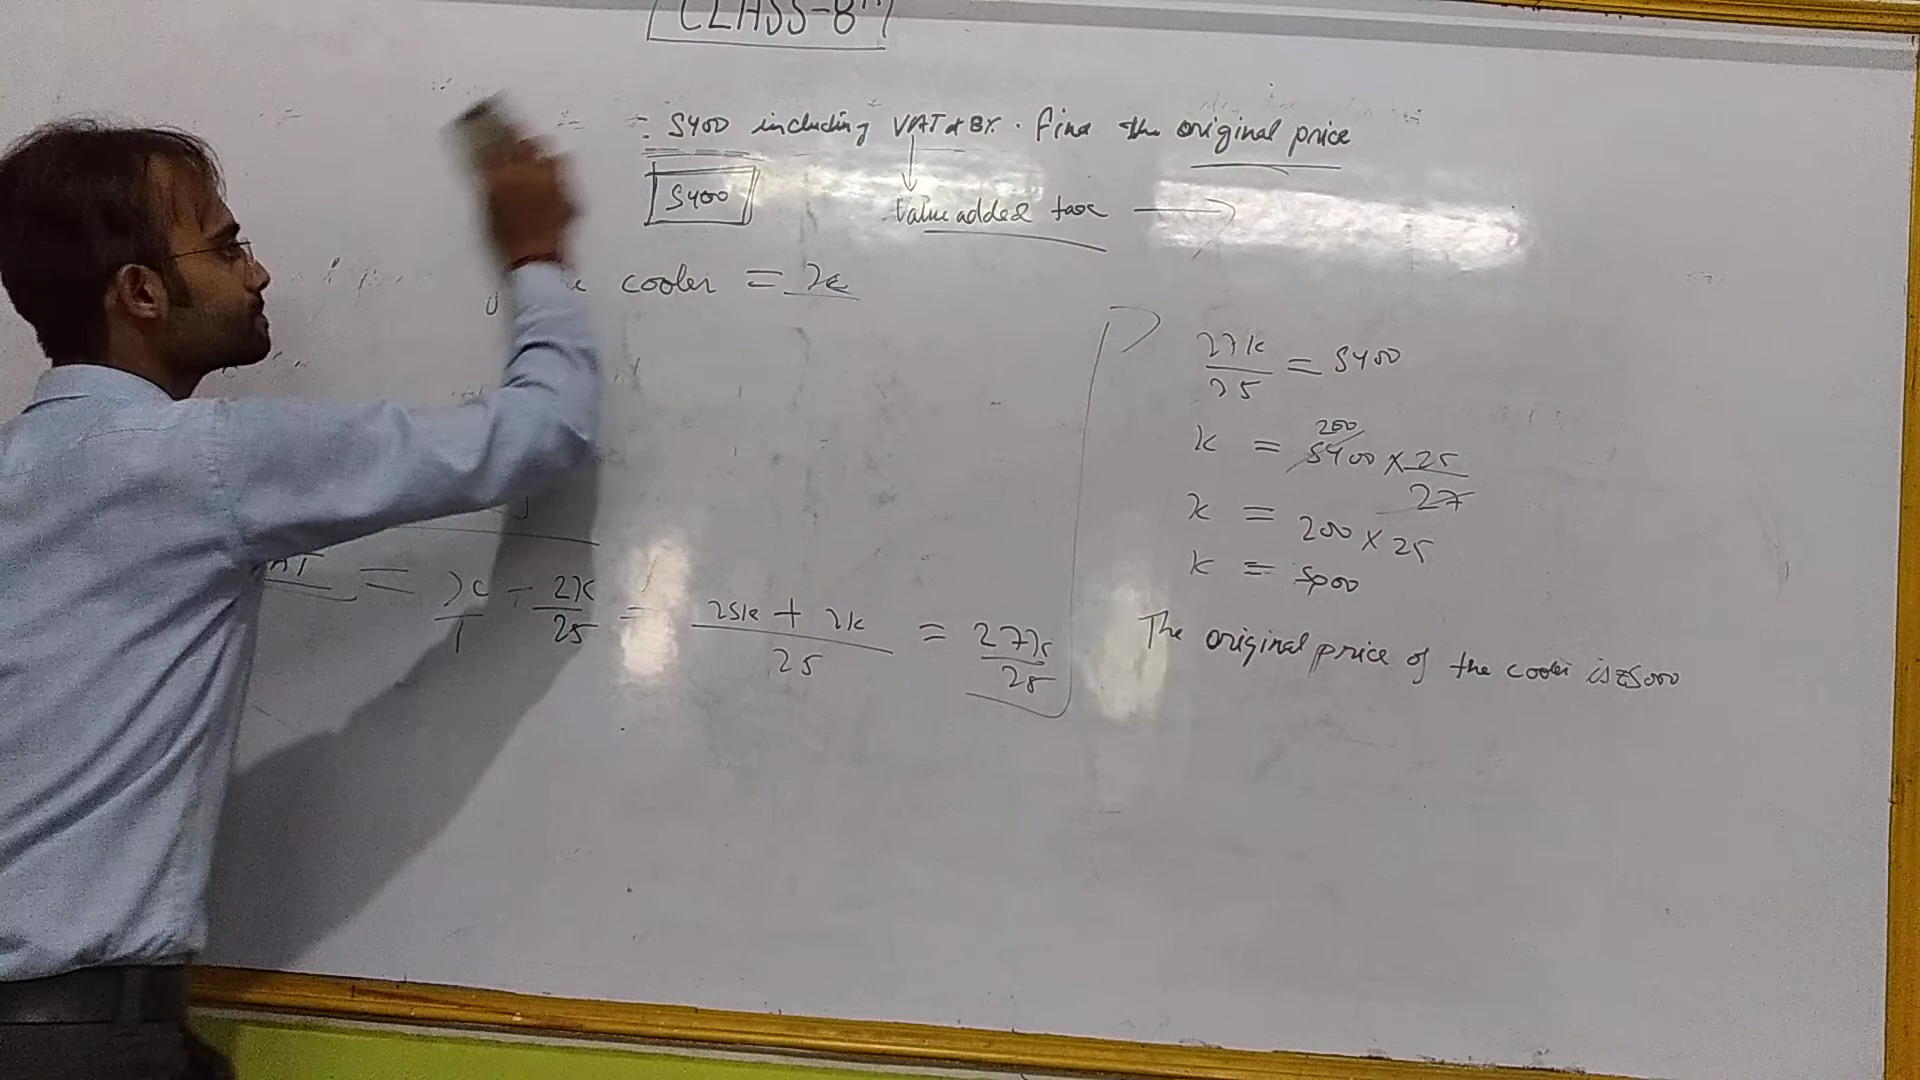 CLASS-8th
= 5400 including VAT & 8%. Find the original price
5400
Value added tax
cooler = x
AT = x/1 + 2x/25 = 25x + 2x/25 = 27x/25
27x/25 = 5400
x = 200 5400 × 25/27
x = 200 × 25
x = 5000
The original price of the cooler is ₹5000